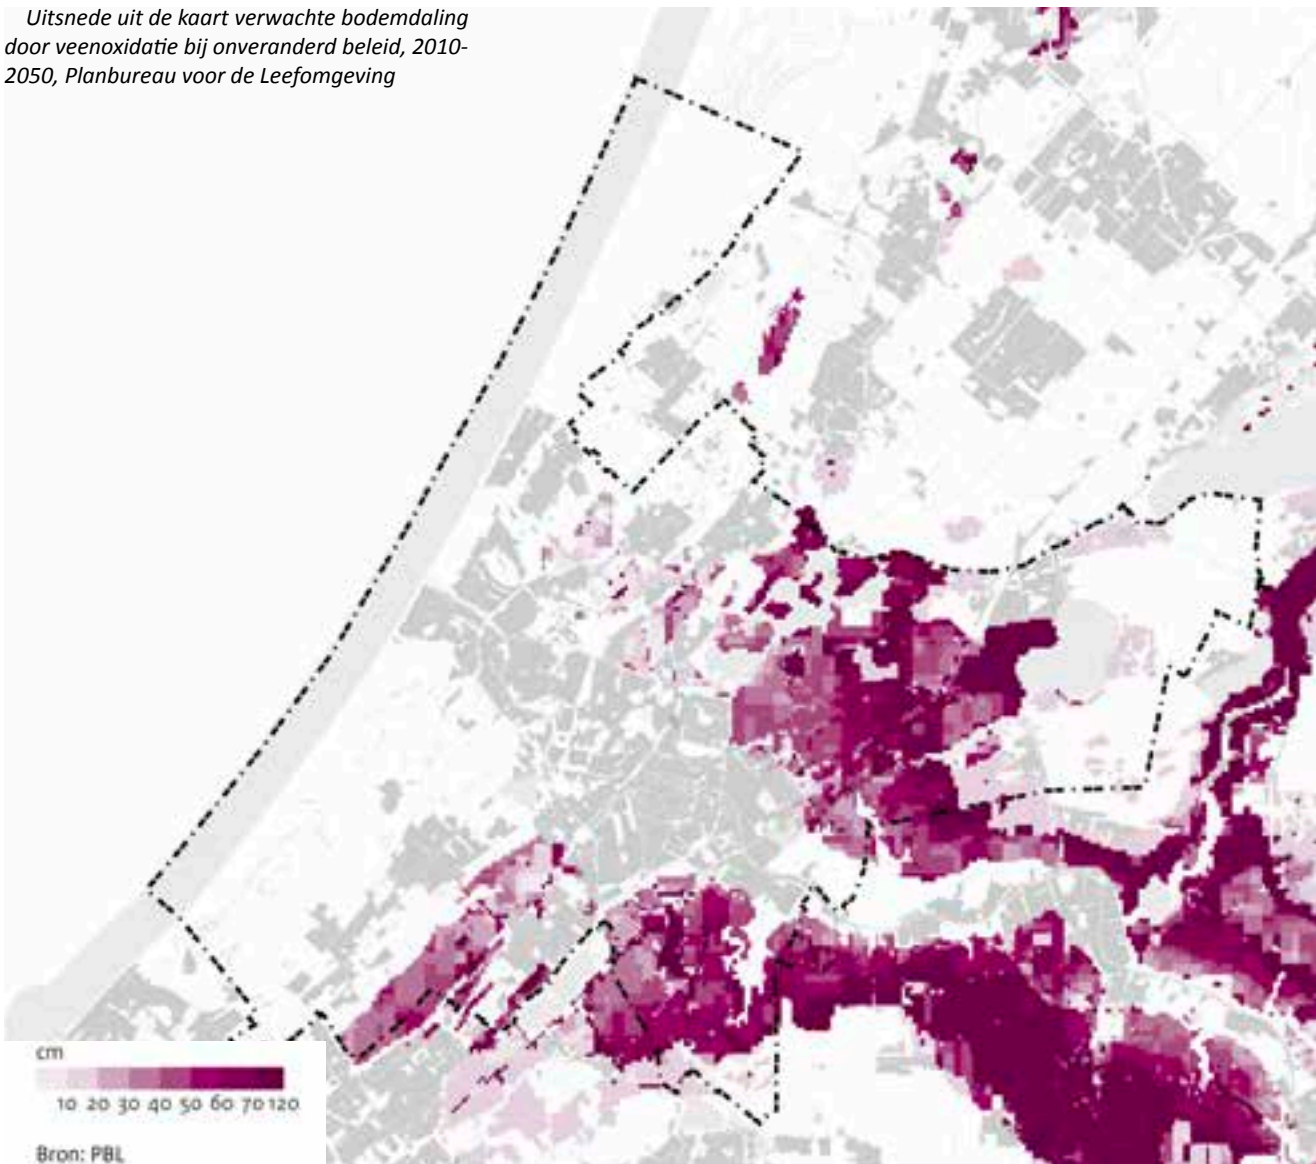 Uitsnede uit de kaart verwachte bodemdaling
door veenoxidatie bij onveranderd beleid, 2010-
2050, Planbureau voor de Leefomgeving
cm
10 20 30 40 50 60 70 120
Bron: PBL